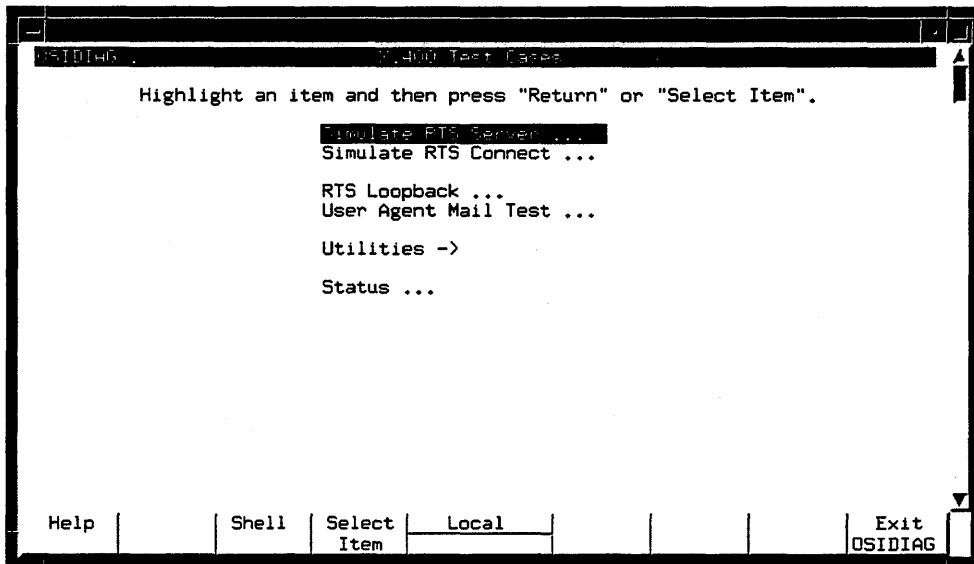 OSIDIAG X.400 Test Cases
Highlight an item and then press "Return" or "Select Item".
Simulate RTS Server ...
Simulate RTS Connect ...
RTS Loopback ...
User Agent Mail Test ...
Utilities ->
Status ...
Help Shell Select Item Local Exit OSIDIAG